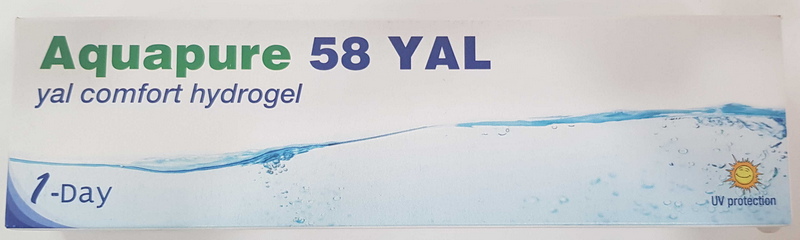 Aquapure 58 YAL
yal comfort hydrogel
1-Day
UV protection